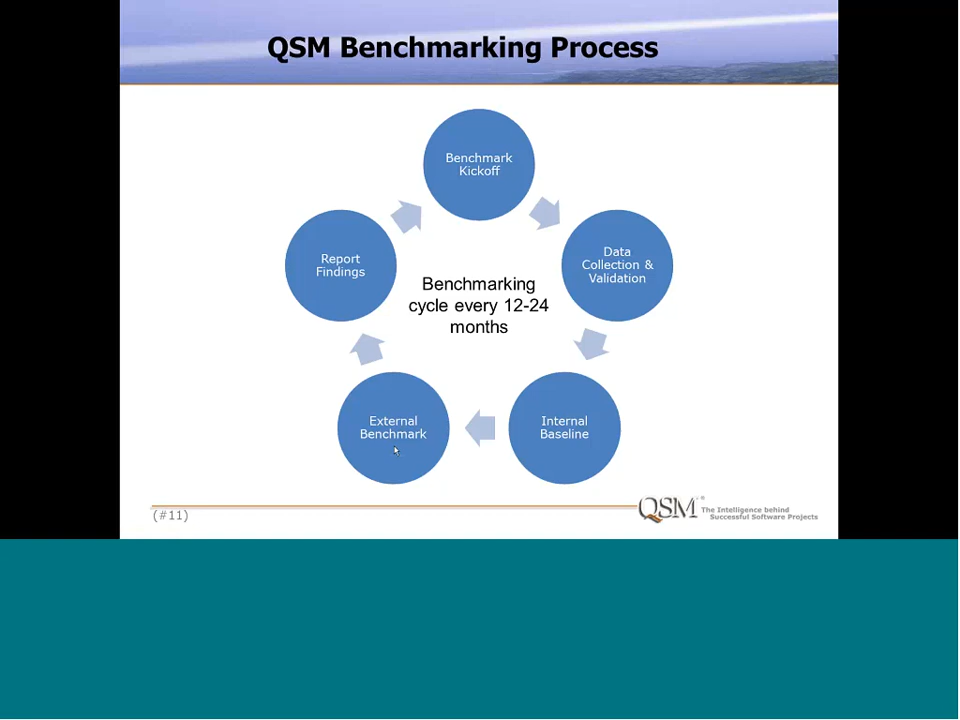 QSM Benchmarking Process
Benchmark
Kickoff
Data
Collection &
Validation
Internal
Baseline
External
Benchmark
Report
Findings
Benchmarking
cycle every 12-24
months
(#11)
QSM®
The Intelligence behind
Successful Software Projects